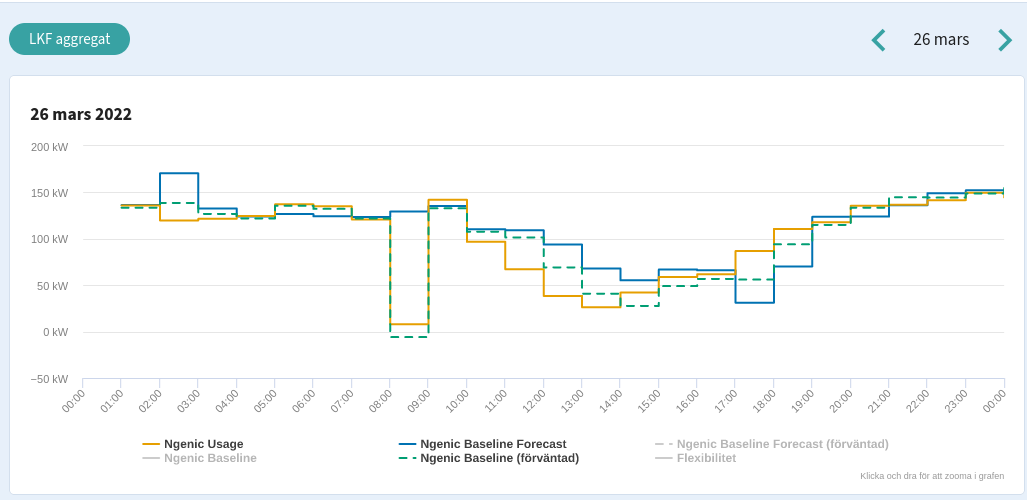 LKF aggregat
26 mars
26 mars 2022
200 kW
150 kW
100 kW
50 kW
0 kW
−50 kW
00:00 01:00 02:00 03:00 04:00 05:00 06:00 07:00 08:00 09:00 10:00 11:00 12:00 13:00 14:00 15:00 16:00 17:00 18:00 19:00 20:00 21:00 22:00 23:00 00:00
Ngenic Usage Ngenic Baseline Forecast Ngenic Baseline Forecast (förväntad)
Ngenic Baseline Ngenic Baseline (förväntad) Flexibilitet
Klicka och dra för att zooma i grafen